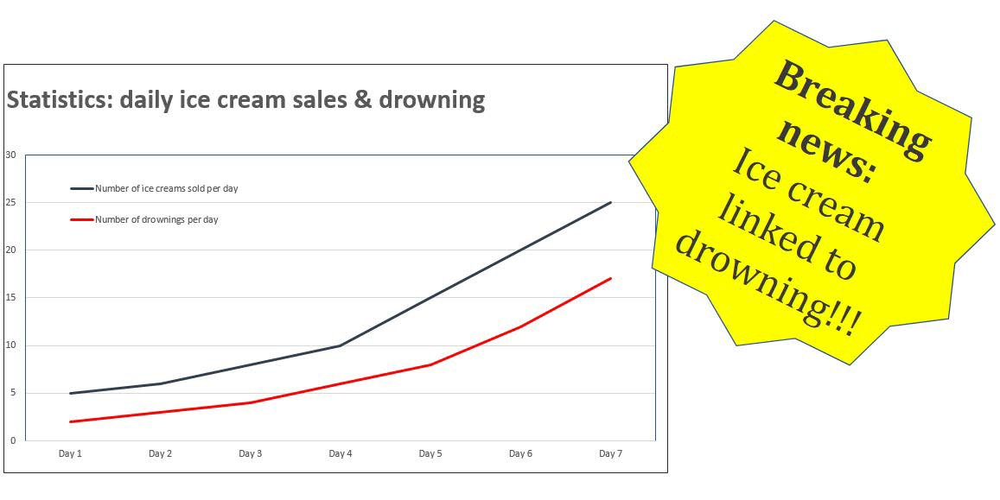 Statistics: daily ice cream sales & drowning
30
25
20
15
10
5
0
Number of ice creams sold per day
Number of drownings per day
Day 1 Day 2 Day 3 Day 4 Day 5 Day 6 Day 7
Breaking
news:
Ice cream
linked to
drowning!!!